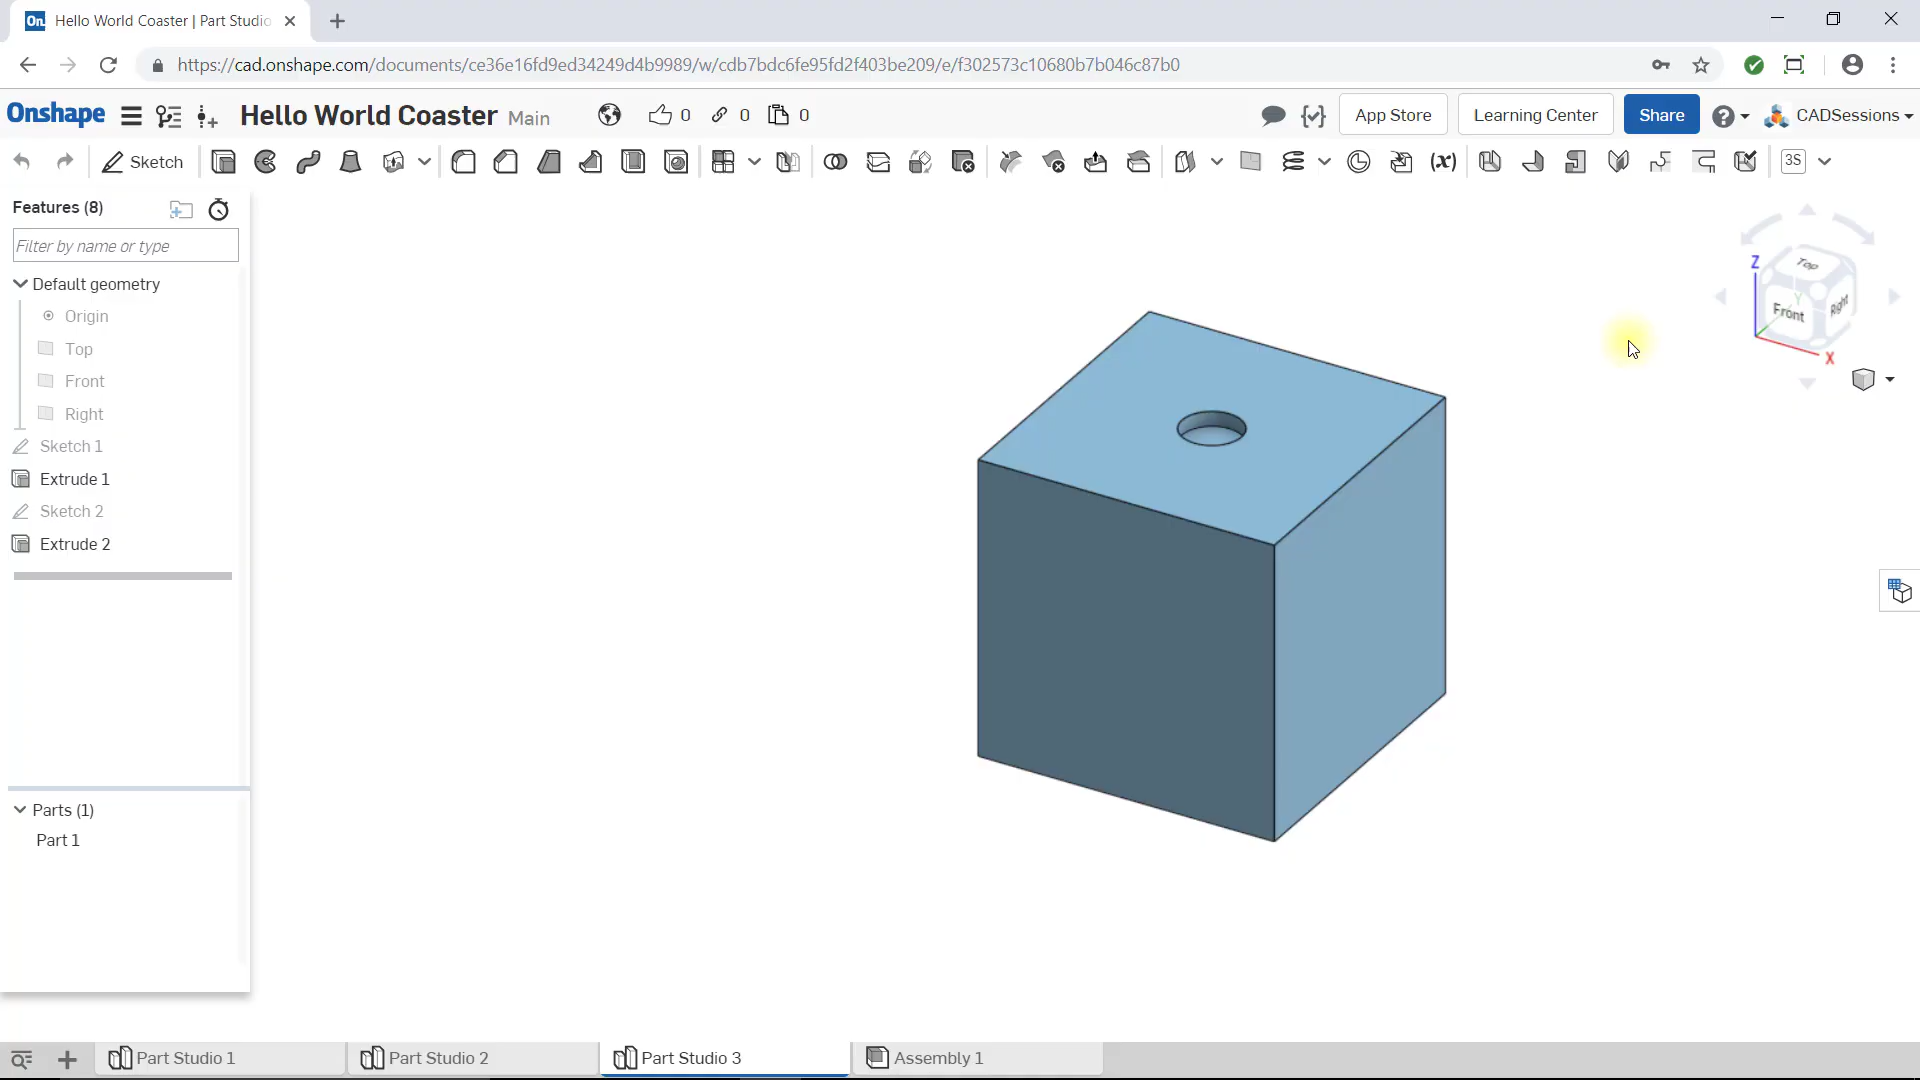 On Hello World Coaster | Part Studio
https://cad.onshape.com/documents/ce36e16fd9ed34249d4b9989/w/cdb7bdc6fe95fd2f403be209/e/f302573c10680b7b046c87b0
Onshape Hello World Coaster Main 0 0 0 App Store Learning Center Share CADSessions
Sketch (x) 3S
Features (8)
Filter by name or type
Default geometry
Origin
Top
Front
Right
Sketch 1
Extrude 1
Sketch 2
Extrude 2
Z
Top
Y
Front
Right
X
Parts (1)
Part 1
Part Studio 1 Part Studio 2 Part Studio 3 Assembly 1